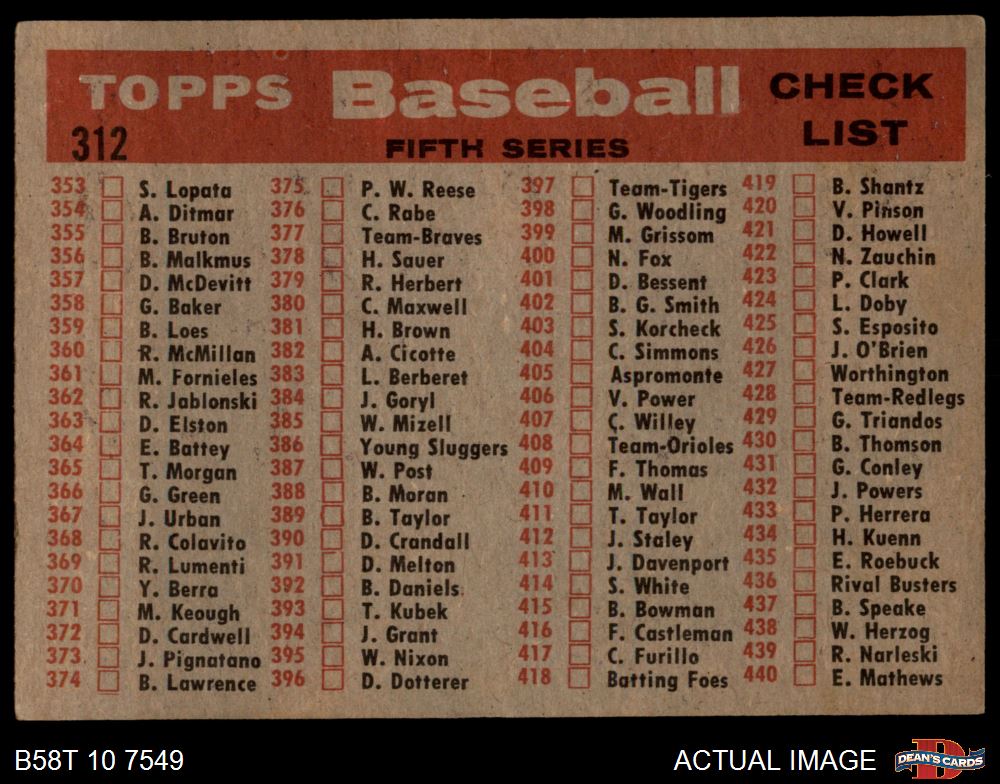 TOPPS Baseball CHECK LIST
312 FIFTH SERIES
353 S. Lopata
354 A. Ditmar
355 B. Bruton
356 B. Malkmus
357 D. McDevitt
358 G. Baker
359 B. Loes
360 R. McMillan
361 M. Fornieles
362 R. Jablonski
363 D. Elston
364 E. Battey
365 T. Morgan
366 G. Green
367 J. Urban
368 R. Colavito
369 R. Lumenti
370 Y. Berra
371 M. Keough
372 D. Cardwell
373 J. Pignatano
374 B. Lawrence
375 P. W. Reese
376 C. Rabe
377 Team-Braves
378 H. Sauer
379 R. Herbert
380 C. Maxwell
381 H. Brown
382 A. Cicotte
383 L. Berberet
384 J. Goryl
385 W. Mizell
386 Young Sluggers
387 W. Post
388 B. Moran
389 B. Taylor
390 D. Crandall
391 D. Melton
392 B. Daniels
393 T. Kubek
394 J. Grant
395 W. Nixon
396 D. Dotterer
397 Team-Tigers
398 G. Woodling
399 M. Grissom
400 N. Fox
401 D. Bessent
402 B. G. Smith
403 S. Korcheck
404 C. Simmons
405 Aspromonte
406 V. Power
407 C. Willey
408 Team-Orioles
409 F. Thomas
410 M. Wall
411 T. Taylor
412 J. Staley
413 J. Davenport
414 S. White
415 B. Bowman
416 F. Castleman
417 C. Furillo
418 Batting Foes
419 B. Shantz
420 V. Pinson
421 D. Howell
422 N. Zauchin
423 P. Clark
424 L. Doby
425 S. Esposito
426 J. O'Brien
427 Worthington
428 Team-Redlegs
429 G. Triandos
430 B. Thomson
431 G. Conley
432 J. Powers
433 P. Herrera
434 H. Kuenn
435 E. Roebuck
436 Rival Busters
437 B. Speake
438 W. Herzog
439 R. Narleski
440 E. Mathews
B58T 10 7549
ACTUAL IMAGE
D
DEAN'S CARDS